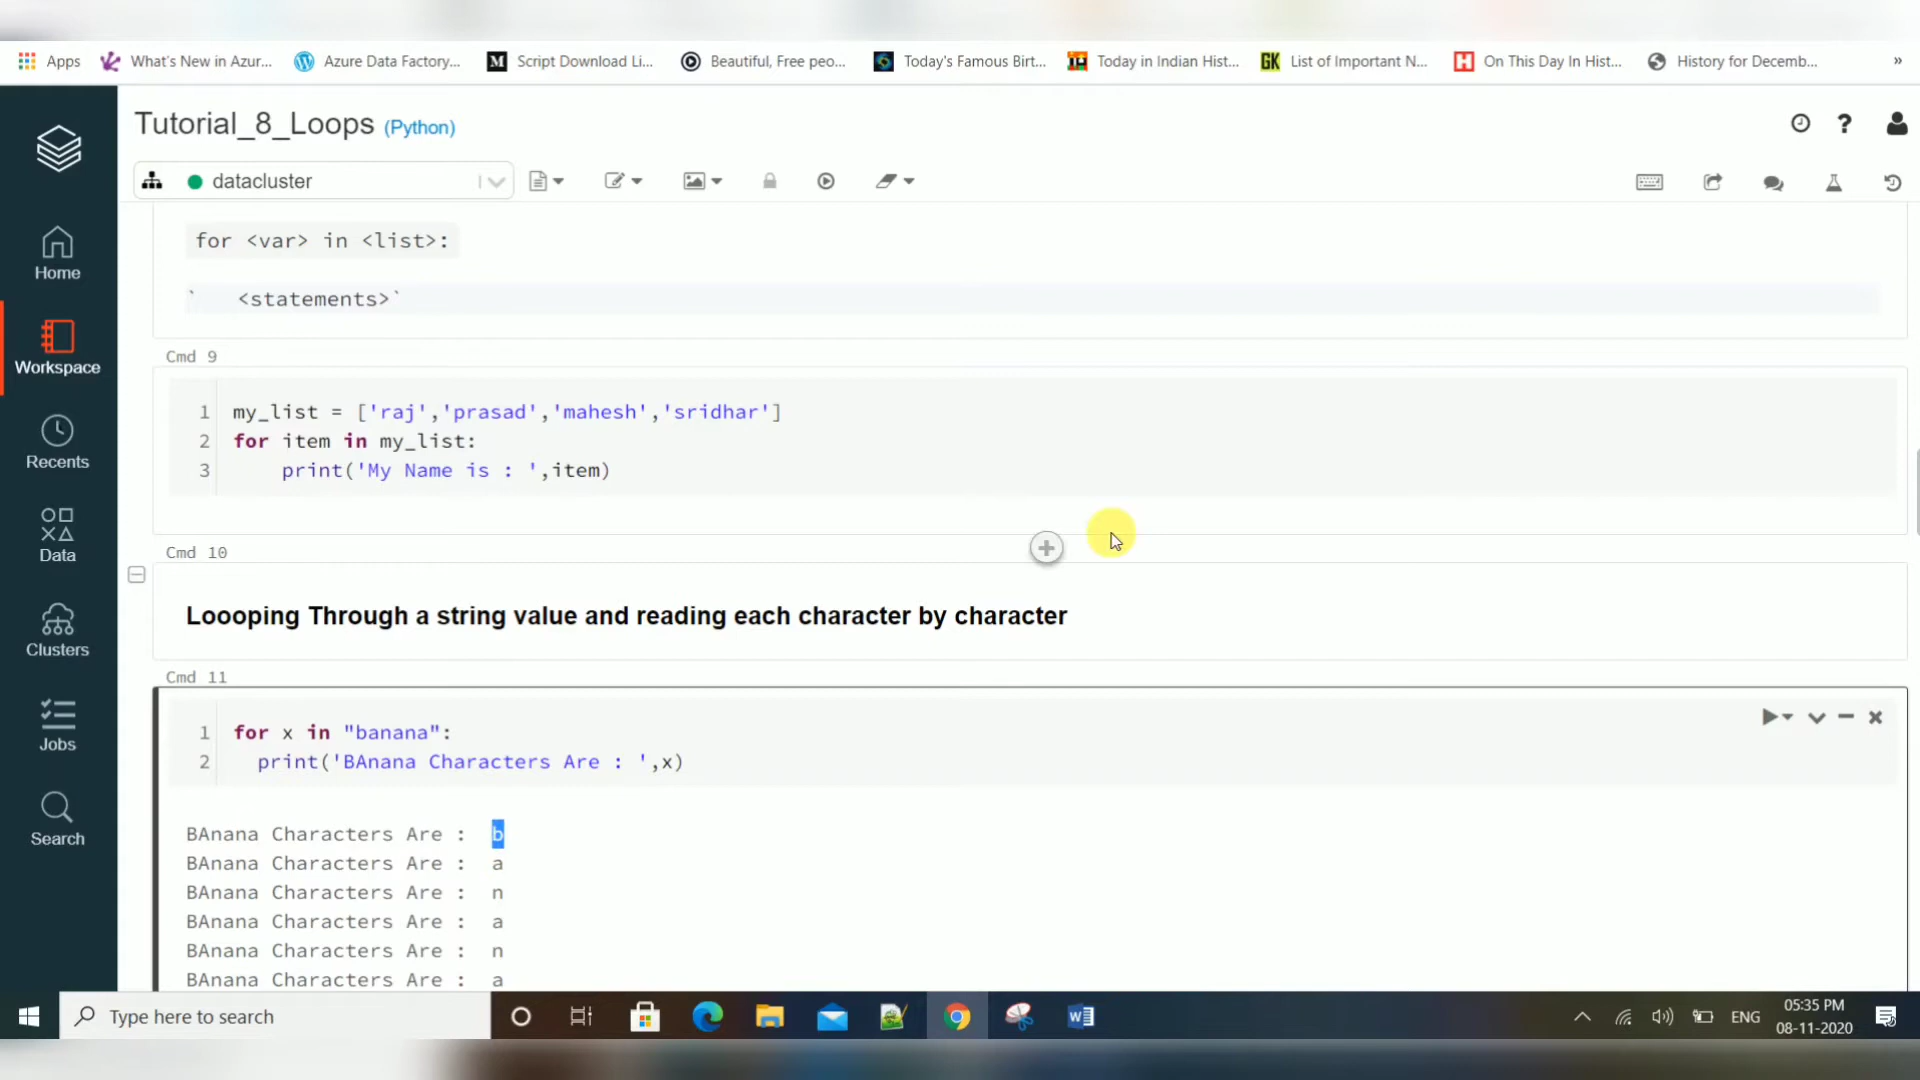 Apps What's New in Azur... Azure Data Factory... Script Download Li... Beautiful, Free peo... Today's Famous Birt... Today in Indian Hist... GK List of Important N... On This Day In Hist... History for Decemb... »
Tutorial_8_Loops (Python)
datacluster
Home
Workspace
Recents
Data
Clusters
Jobs
Search
for <var> in <list>:
`   <statements>`
Cmd 9
1 my_list = ['raj','prasad','mahesh','sridhar']
2 for item in my_list:
3     print('My Name is : ',item)
Cmd 10
Loooping Through a string value and reading each character by character
Cmd 11
1 for x in "banana":
2   print('BAnana Characters Are : ',x)
BAnana Characters Are :  b
BAnana Characters Are :  a
BAnana Characters Are :  n
BAnana Characters Are :  a
BAnana Characters Are :  n
BAnana Characters Are :  a
Type here to search
ENG
05:35 PM
08-11-2020